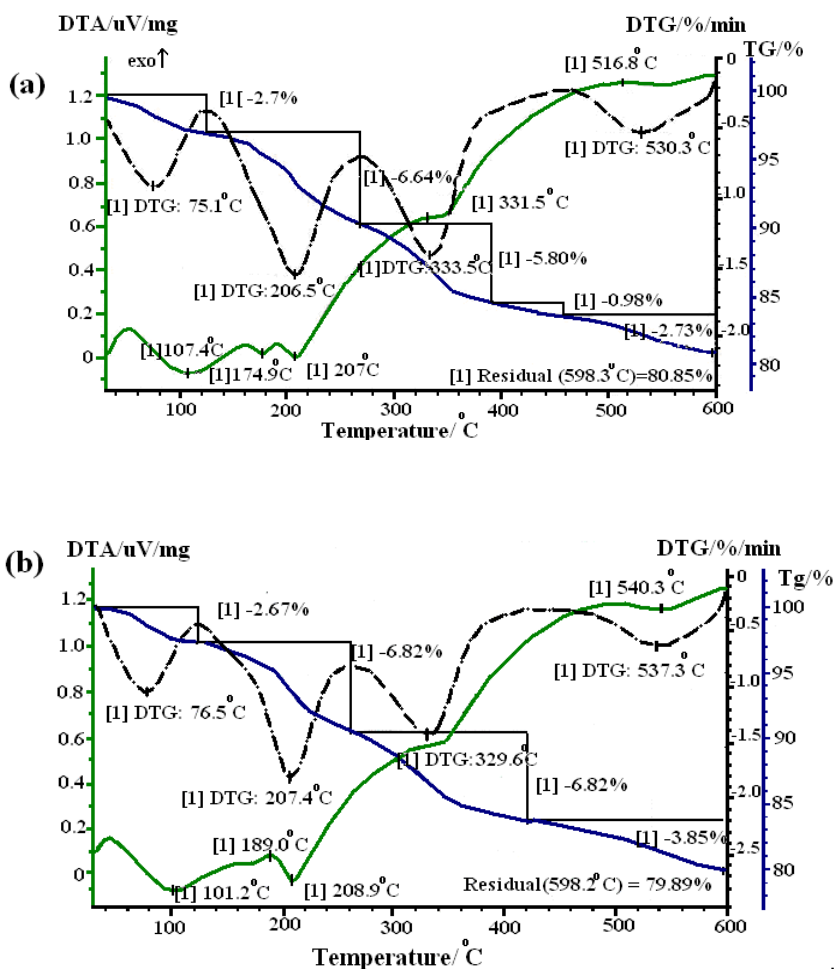 DTA/uV/mg DTG/%/min
TG/%
exo↑ [1] 516.8°C 0
(a) [1[ -2.7% 100
1.2
-0.5
1.0 [1] DTG: 530.3°C 95
0.8 [1] -6.64%
[1] DTG: 75.1°C [1] 331.5°C -1.0
0.6 90
[1]DTG:333.5°C [1] -5.80% -1.5
0.4 [1] DTG:206.5°C
[1] -0.98% 85
0.2
[1]107.4°C [1] -2.73% -2.0
0 [1]174.9°C [1] 207°C 80
[1] Residual (598.3°C)=80.85%
100 200 300 400 500 600
Temperature/°C
(b) DTA/uV/mg DTG/%/min
[1] 540.3°C 0 Tg/%
1.2 [1] -2.67% 100
-0.5
1.0 [1] -6.82%
[1] DTG: 537.3°C 95
0.8 [1] DTG: 76.5°C -1.0
0.6 [1] DTG:329.6°C -1.5 90
0.4 [1] DTG: 207.4°C [1] -6.82%
-2.0 85
0.2 [1] 189.0°C [1] -3.85%
-2.5
0 [1] 101.2°C [1] 208.9°C Residual(598.2°C) = 79.89% 80
100 200 300 400 500 600
Temperature/°C